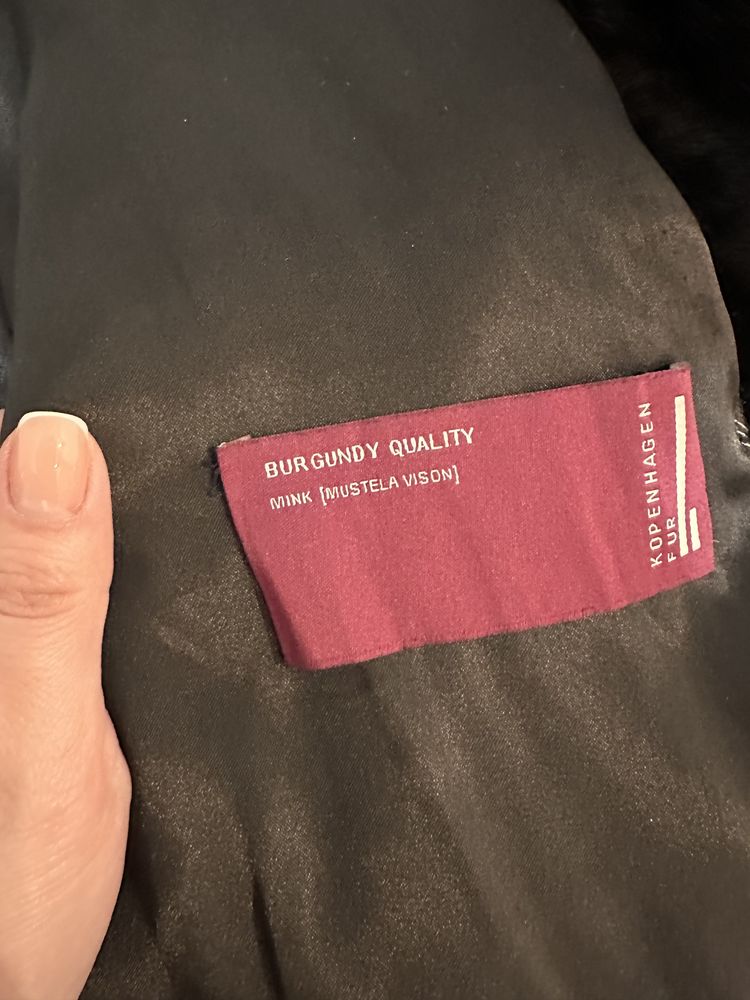 BURGUNDY QUALITY
MINK [MUSTELA VISON]
KOPENHAGEN
FUR